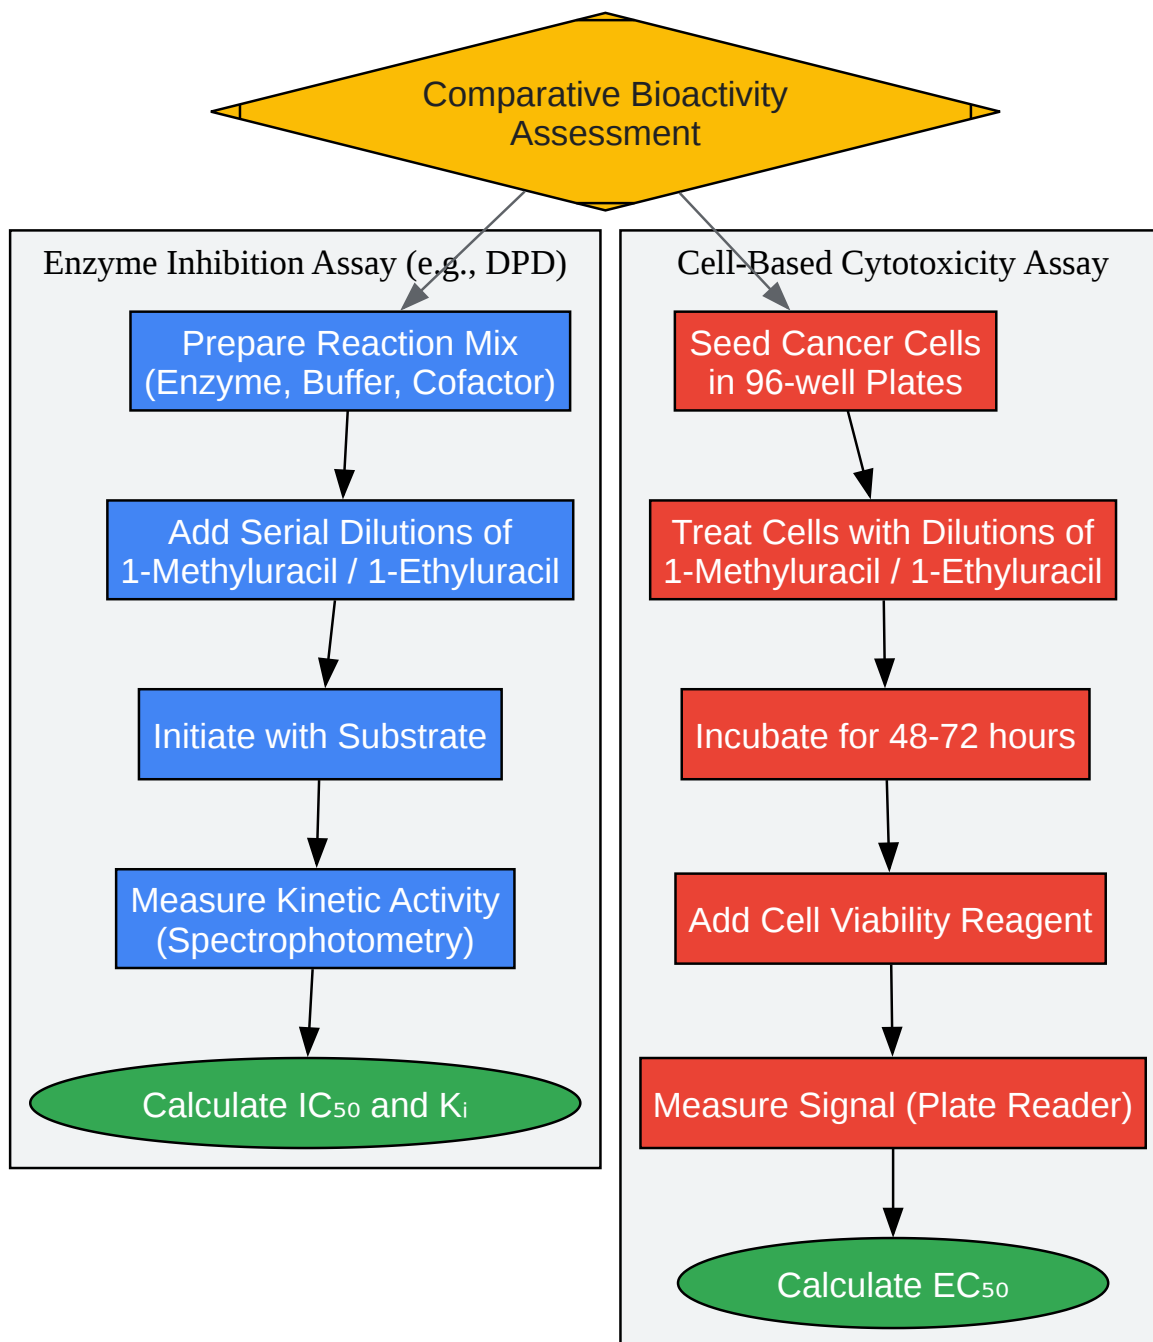 Comparative Bioactivity
Assessment
Enzyme Inhibition Assay (e.g., DPD)
Prepare Reaction Mix
(Enzyme, Buffer, Cofactor)
Add Serial Dilutions of
1-Methyluracil / 1-Ethyluracil
Initiate with Substrate
Measure Kinetic Activity
(Spectrophotometry)
Calculate IC₅₀ and Kᵢ
Cell-Based Cytotoxicity Assay
Seed Cancer Cells
in 96-well Plates
Treat Cells with Dilutions of
1-Methyluracil / 1-Ethyluracil
Incubate for 48-72 hours
Add Cell Viability Reagent
Measure Signal (Plate Reader)
Calculate EC₅₀